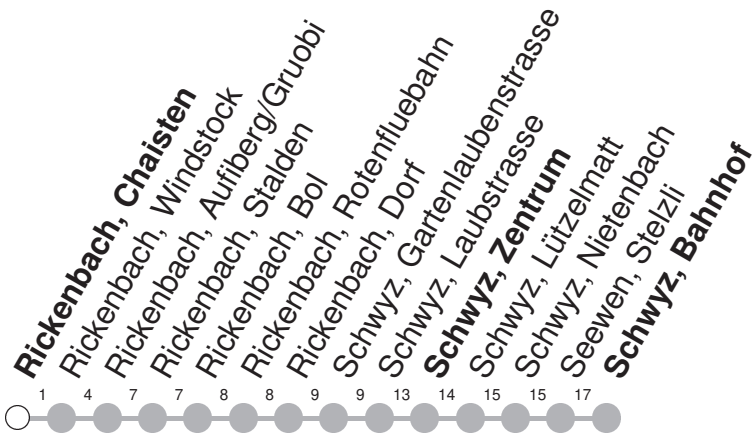 Rickenbach, Chaisten
Rickenbach, Windstock
Rickenbach, Aufiberg/Gruobi
Rickenbach, Stalden
Rickenbach, Bol
Rickenbach, Rotenfluebahn
Rickenbach, Dorf
Schwyz, Gartenlaubenstrasse
Schwyz, Laubstrasse
Schwyz, Zentrum
Schwyz, Lützelmatt
Schwyz, Nietenbach
Seewen, Stelzli
Schwyz, Bahnhof
1 4 7 7 8 8 9 9 13 14 15 15 17